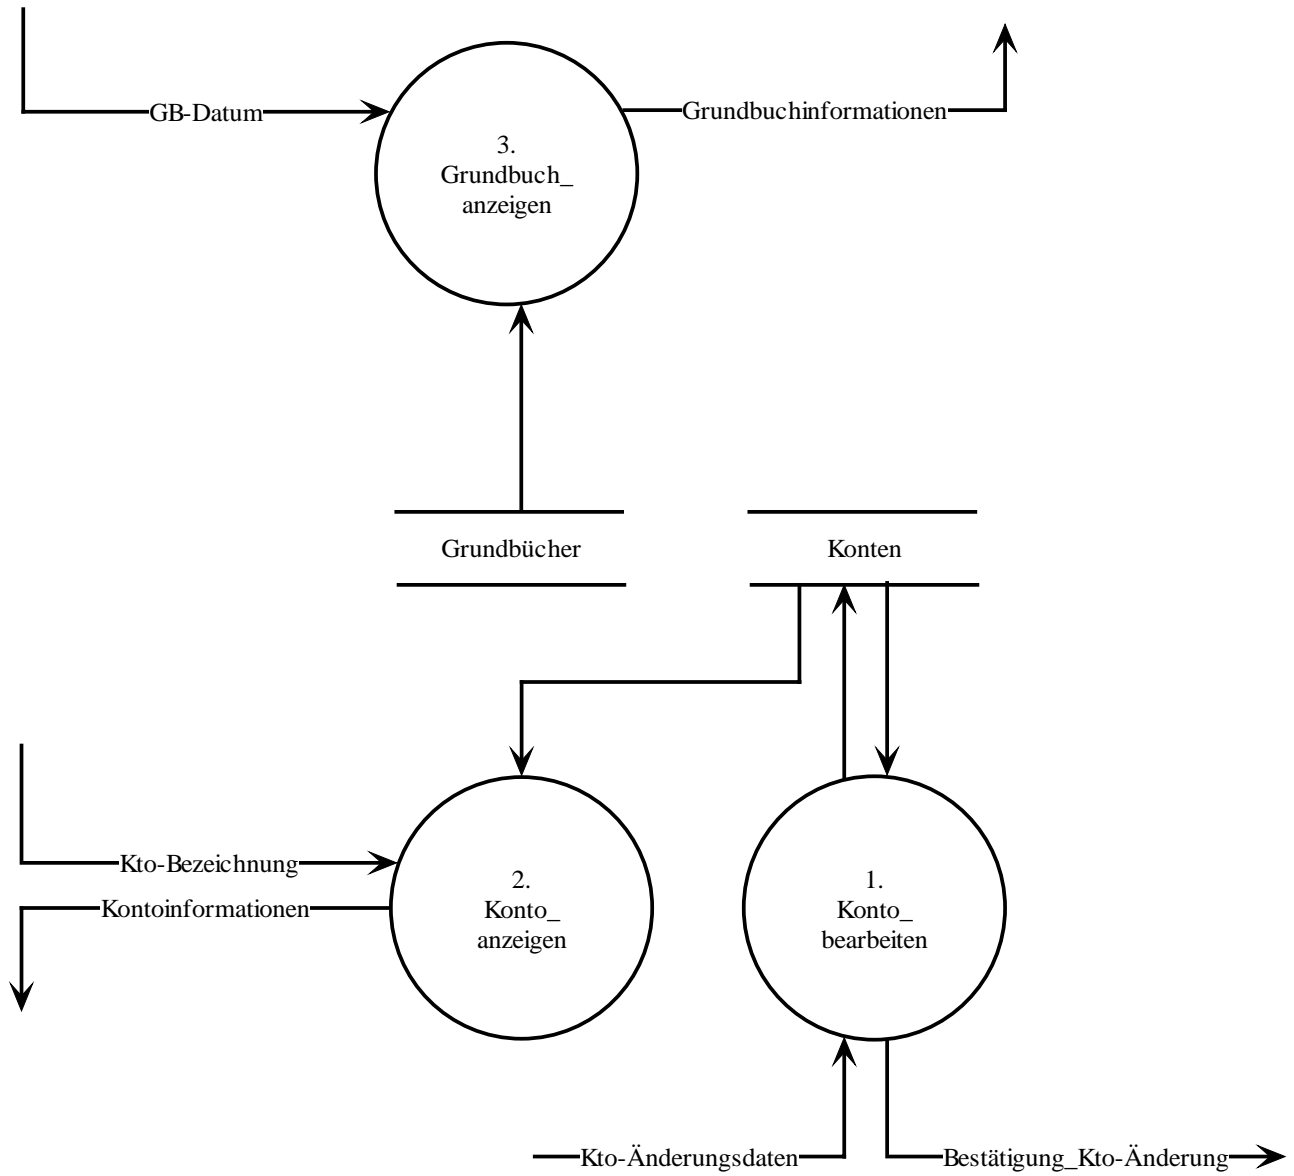 GB-Datum
Grundbuchinformationen
3.
Grundbuch_
anzeigen
Grundbücher
Konten
Kto-Bezeichnung
Kontoinformationen
2.
Konto_
anzeigen
1.
Konto_
bearbeiten
Kto-Änderungsdaten
Bestätigung_Kto-Änderung